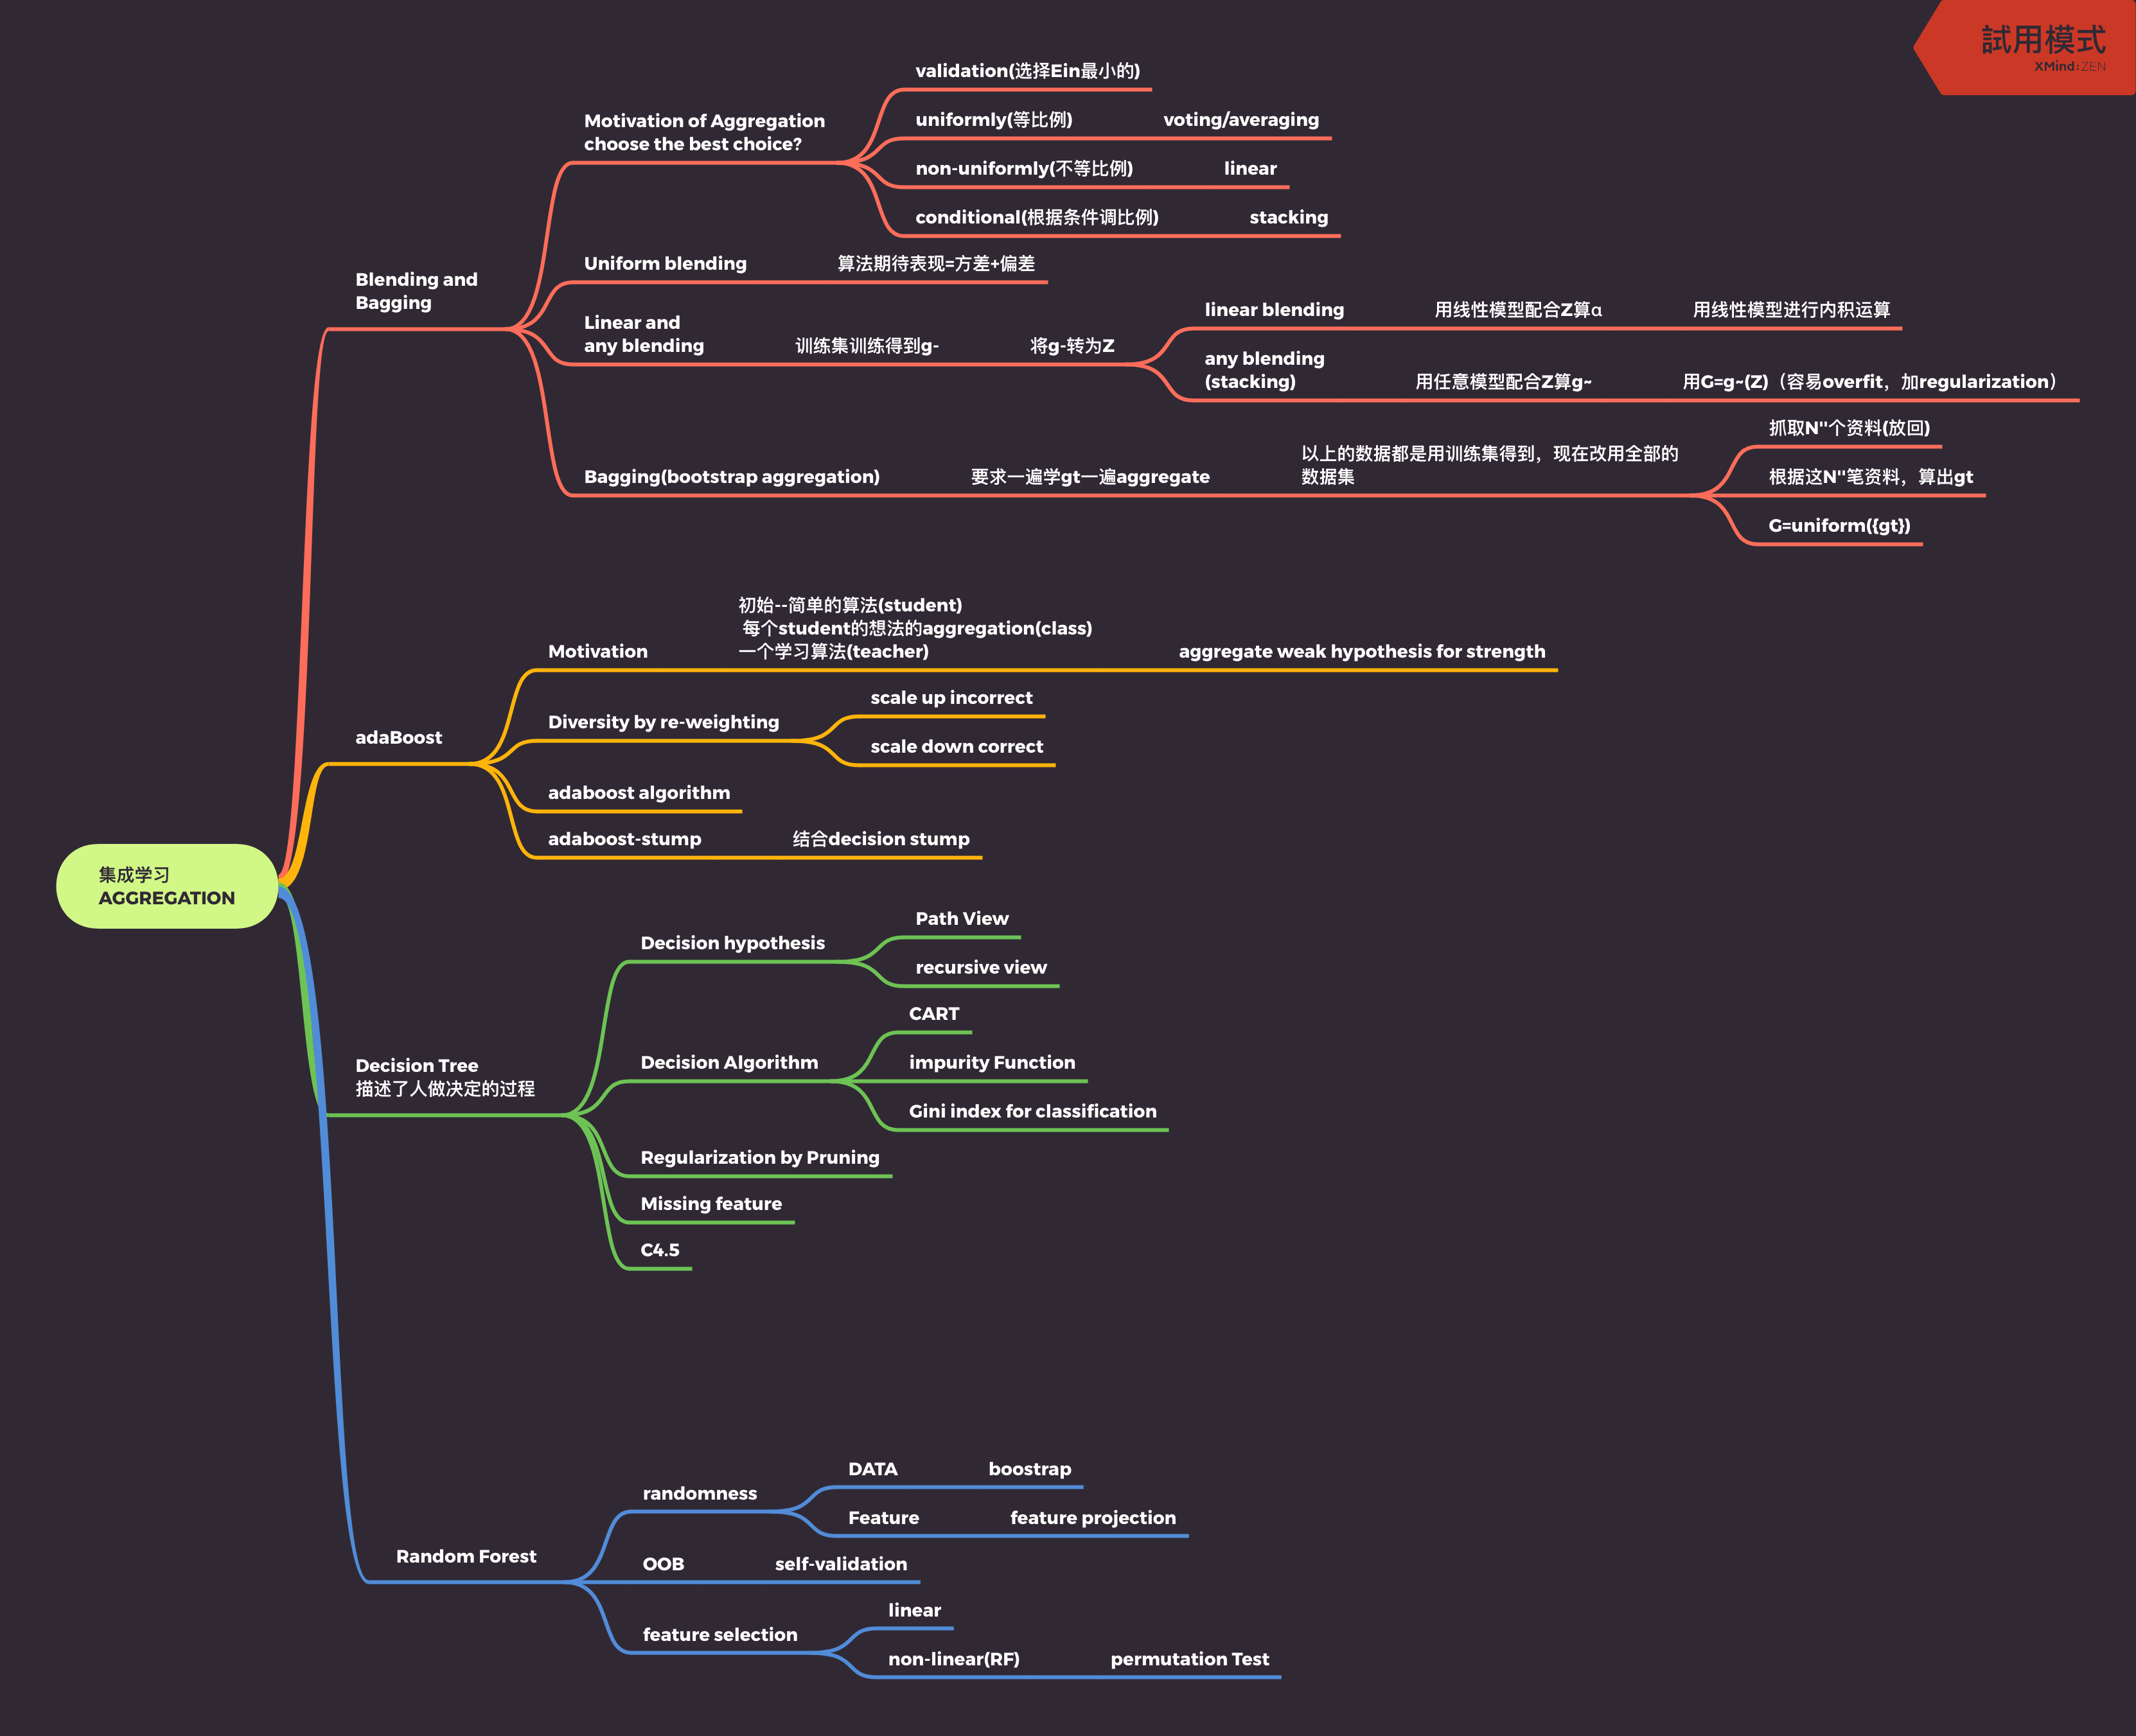 試用模式
XMind:ZEN
集成学习
AGGREGATION
Blending and
Bagging
Motivation of Aggregation
choose the best choice?
validation(选择Ein最小的)
uniformly(等比例)
voting/averaging
non-uniformly(不等比例)
linear
conditional(根据条件调比例)
stacking
Uniform blending
算法期待表现=方差+偏差
Linear and
any blending
训练集训练得到g-
将g-转为Z
linear blending
用线性模型配合Z算α
用线性模型进行内积运算
any blending
(stacking)
用任意模型配合Z算g~
用G=g~(Z)（容易overfit，加regularization）
Bagging(bootstrap aggregation)
要求一遍学gt一遍aggregate
以上的数据都是用训练集得到，现在改用全部的
数据集
抓取N''个资料(放回)
根据这N''笔资料，算出gt
G=uniform({gt})
adaBoost
Motivation
初始--简单的算法(student)
每个student的想法的aggregation(class)
一个学习算法(teacher)
aggregate weak hypothesis for strength
Diversity by re-weighting
scale up incorrect
scale down correct
adaboost algorithm
adaboost-stump
结合decision stump
Decision Tree
描述了人做决定的过程
Decision hypothesis
Path View
recursive view
Decision Algorithm
CART
impurity Function
Gini index for classification
Regularization by Pruning
Missing feature
C4.5
Random Forest
randomness
DATA
boostrap
Feature
feature projection
OOB
self-validation
feature selection
linear
non-linear(RF)
permutation Test